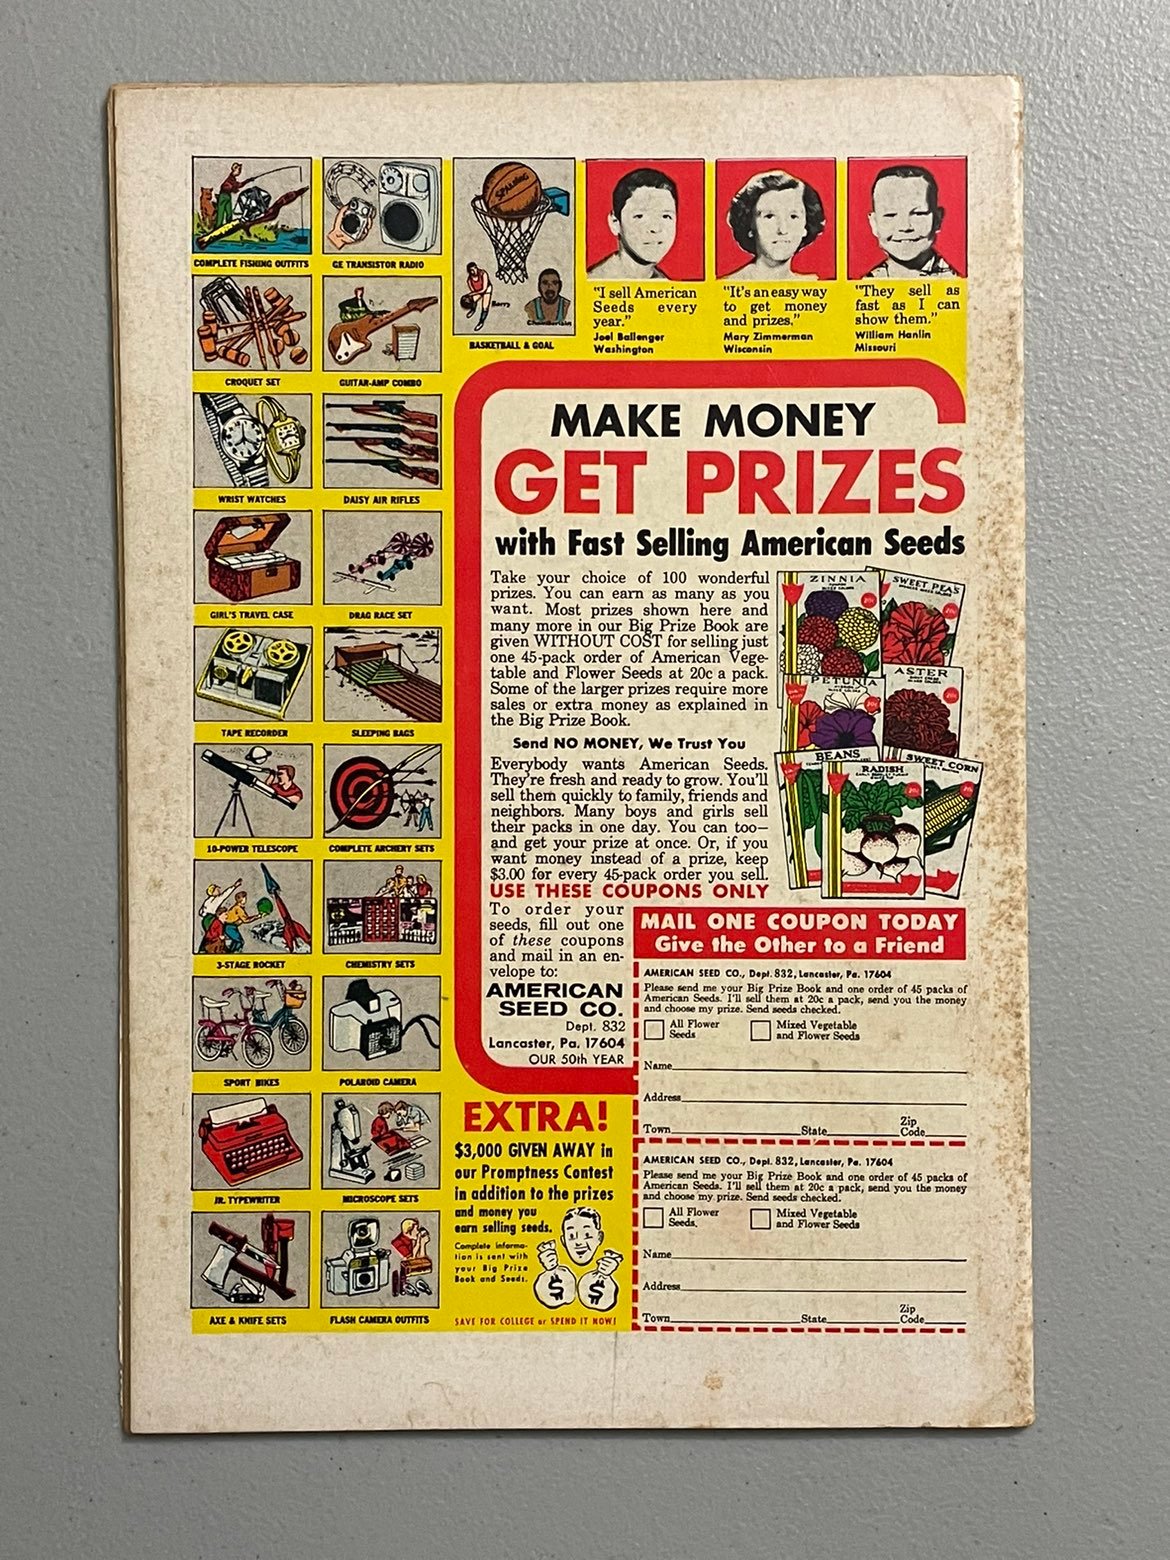 COMPLETE FISHING OUTFITS
GE TRANSISTOR RADIO
CROQUET SET
GUITAR-AMP COMBO
WRIST WATCHES
DAISY AIR RIFLES
GIRL'S TRAVEL CASE
DRAG RACE SET
TAPE RECORDER
SLEEPING BAGS
10-POWER TELESCOPE
COMPLETE ARCHERY SETS
3-STAGE ROCKET
CHEMISTRY SETS
SPORT BIKES
POLAROID CAMERA
JR. TYPEWRITER
MICROSCOPE SETS
AXE & KNIFE SETS
FLASH CAMERA OUTFITS
SPALDING
Barry
Chamberlain
BASKETBALL & GOAL
"I sell American
Seeds every
year."
Joel Ballenger
Washington
"It's an easy way
to get money
and prizes."
Mary Zimmerman
Wisconsin
"They sell as
fast as I can
show them."
William Hanlin
Missouri
MAKE MONEY
GET PRIZES
with Fast Selling American Seeds
Take your choice of 100 wonderful
prizes. You can earn as many as you
want. Most prizes shown here and
many more in our Big Prize Book are
given WITHOUT COST for selling just
one 45-pack order of American Vege-
table and Flower Seeds at 20c a pack.
Some of the larger prizes require more
sales or extra money as explained in
the Big Prize Book.
Send NO MONEY, We Trust You
Everybody wants American Seeds.
They're fresh and ready to grow. You'll
sell them quickly to family, friends and
neighbors. Many boys and girls sell
their packs in one day. You can too—
and get your prize at once. Or, if you
want money instead of a prize, keep
$3.00 for every 45-pack order you sell.
USE THESE COUPONS ONLY
To order your
seeds, fill out one
of these coupons
and mail in an en-
velope to:
AMERICAN
SEED CO.
Dept. 832
Lancaster, Pa. 17604
OUR 50th YEAR
ZINNIA
SWEET PEAS
PETUNIA
ASTER
BEANS
RADISH
SWEET CORN
MAIL ONE COUPON TODAY
Give the Other to a Friend
AMERICAN SEED CO., Dept. 832, Lancaster, Pa. 17604
Please send me your Big Prize Book and one order of 45 packs of
American Seeds. I'll sell them at 20c a pack, send you the money
and choose my prize. Send seeds checked.
All Flower
Seeds
Mixed Vegetable
and Flower Seeds
Name
Address
Town State Zip
Code
AMERICAN SEED CO., Dept. 832, Lancaster, Pa. 17604
Please send me your Big Prize Book and one order of 45 packs of
American Seeds. I'll sell them at 20c a pack, send you the money
and choose my prize. Send seeds checked.
All Flower
Seeds.
Mixed Vegetable
and Flower Seeds
Name
Address
Town State Zip
Code
EXTRA!
$3,000 GIVEN AWAY in
our Promptness Contest
in addition to the prizes
and money you
earn selling seeds.
Complete informa-
tion is sent with
your Big Prize
Book and Seeds.
$ $
SAVE FOR COLLEGE or SPEND IT NOW!